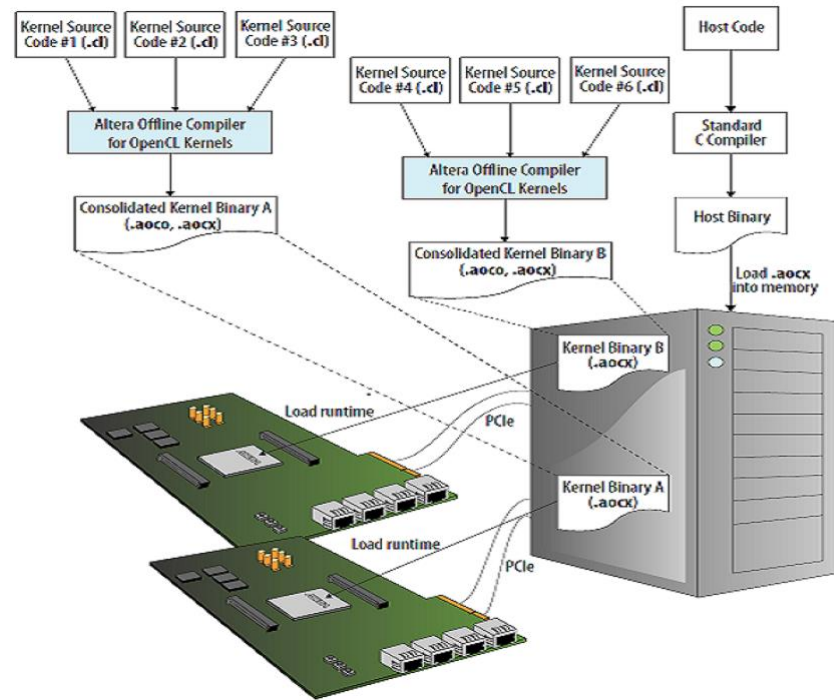 Kernel Source
Code #1 (.cl)
Kernel Source
Code #2 (.cl)
Kernel Source
Code #3 (.cl)
Host Code
Kernel Source
Code #4 (.cl)
Kernel Source
Code #5 (.cl)
Kernel Source
Code #6 (.cl)
Altera Offline Compiler
for OpenCL Kernels
Standard
C Compiler
Altera Offline Compiler
for OpenCL Kernels
Consolidated Kernel Binary A
(.aoco, .aocx)
Host Binary
Consolidated Kernel Binary B
(.aoco, .aocx)
Load .aocx
into memory
Kernel Binary B
(.aocx)
Load runtime
PCIe
Kernel Binary A
(.aocx)
Load runtime
PCIe